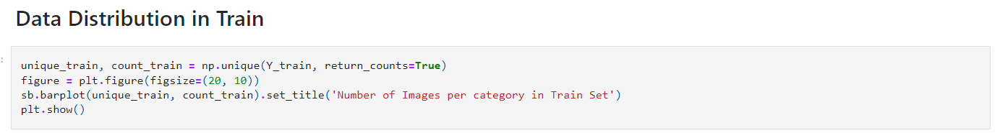 Data Distribution in Train
:
unique_train, count_train = np.unique(Y_train, return_counts=True)
figure = plt.figure(figsize=(20, 10))
sb.barplot(unique_train, count_train).set_title('Number of Images per category in Train Set')
plt.show()